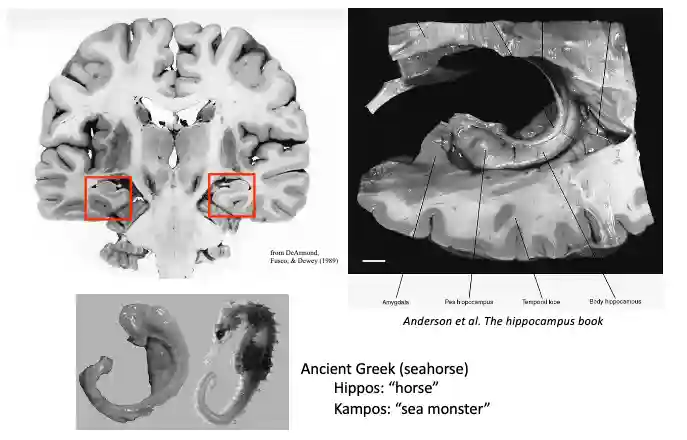 from DeArmond,
Fusco, & Dewey (1989)
Amygdala
Pes hippocampus
Temporal lobe
Body hippocampus
Anderson et al. The hippocampus book
Ancient Greek (seahorse)
Hippos: “horse”
Kampos: “sea monster”